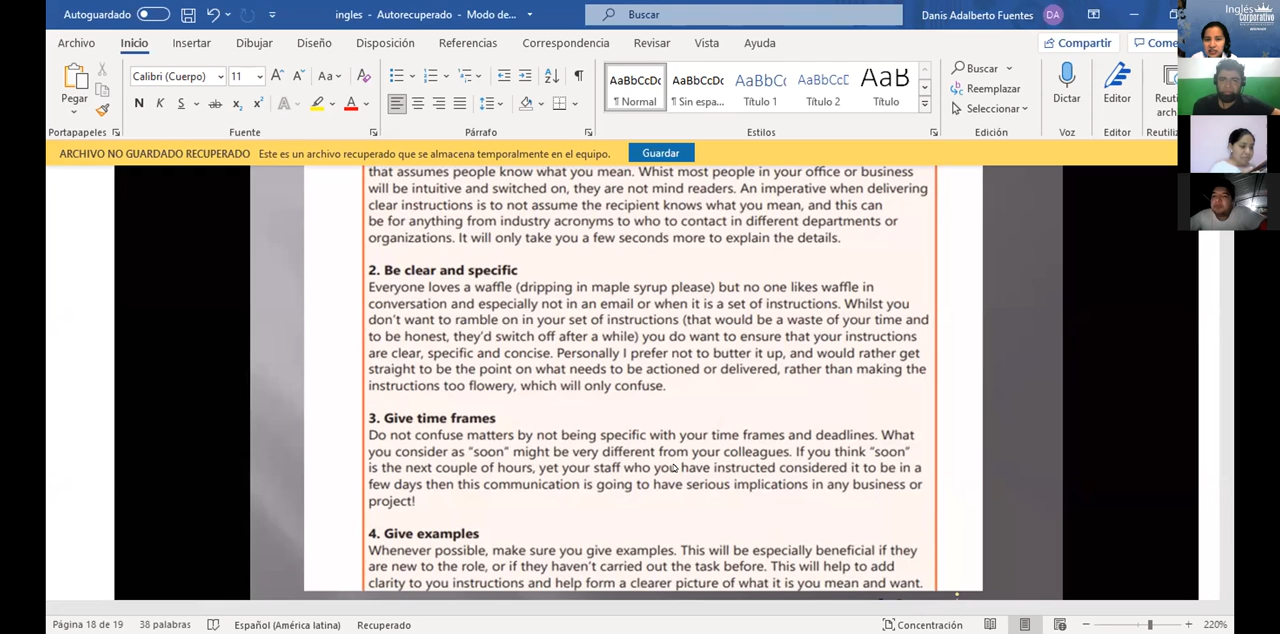 Autoguardado
ingles - Autorecuperado - Modo de...
Buscar
Danis Adalberto Fuentes
DA
Inglés
Corporativo
Archivo
Inicio
Insertar
Dibujar
Diseño
Disposición
Referencias
Correspondencia
Revisar
Vista
Ayuda
Compartir
Come
Pegar
Calibri (Cuerpo)
11
Aa
N K S ab x₂ x² A A
AaBbCcDc
¶ Normal
AaBbCcDc
¶ Sin espa...
AaBbCc
Título 1
AaBbCcD
Título 2
AaB
Título
Buscar
Reemplazar
Seleccionar
Dictar
Editor
Reuti
arch
Portapapeles
Fuente
Párrafo
Estilos
Edición
Voz
Editor
Reutiliz
ARCHIVO NO GUARDADO RECUPERADO
Este es un archivo recuperado que se almacena temporalmente en el equipo.
Guardar
that assumes people know what you mean. Whist most people in your office or business
will be intuitive and switched on, they are not mind readers. An imperative when delivering
clear instructions is to not assume the recipient knows what you mean, and this can
be for anything from industry acronyms to who to contact in different departments or
organizations. It will only take you a few seconds more to explain the details.
2. Be clear and specific
Everyone loves a waffle (dripping in maple syrup please) but no one likes waffle in
conversation and especially not in an email or when it is a set of instructions. Whilst you
don't want to ramble on in your set of instructions (that would be a waste of your time and
to be honest, they'd switch off after a while) you do want to ensure that your instructions
are clear, specific and concise. Personally I prefer not to butter it up, and would rather get
straight to be the point on what needs to be actioned or delivered, rather than making the
instructions too flowery, which will only confuse.
3. Give time frames
Do not confuse matters by not being specific with your time frames and deadlines. What
you consider as "soon" might be very different from your colleagues. If you think "soon"
is the next couple of hours, yet your staff who you have instructed considered it to be in a
few days then this communication is going to have serious implications in any business or
project!
4. Give examples
Whenever possible, make sure you give examples. This will be especially beneficial if they
are new to the role, or if they haven't carried out the task before. This will help to add
clarity to you instructions and help form a clearer picture of what it is you mean and want.
Página 18 de 19
38 palabras
Español (América latina)
Recuperado
Concentración
220%